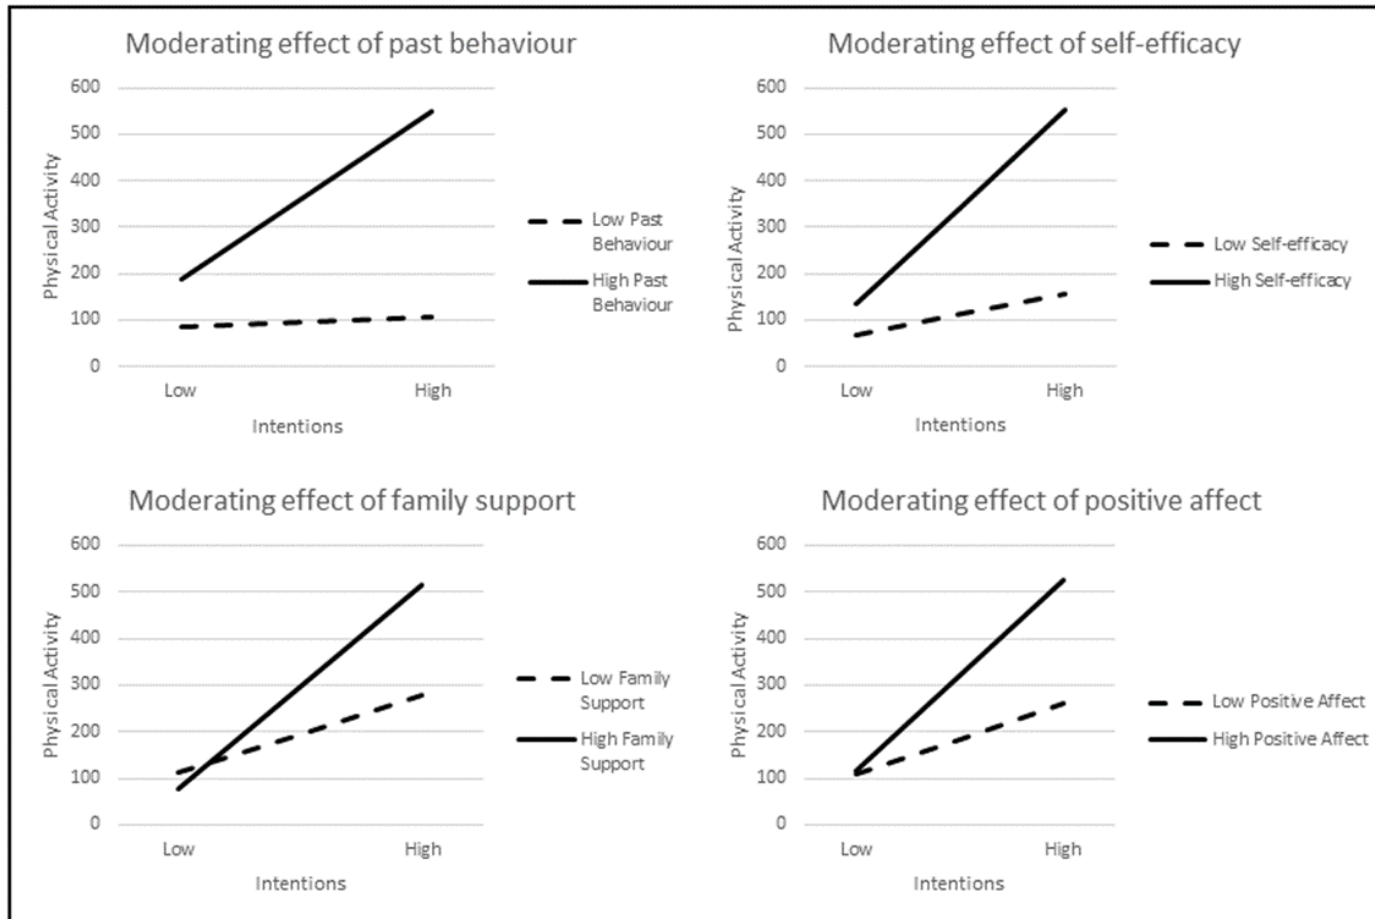 Moderating effect of past behaviour
600
500
400
300
200
100
0
Physical Activity
Low
High
Intentions
Low Past
Behaviour
High Past
Behaviour
Moderating effect of self-efficacy
600
500
400
300
200
100
0
Physical Activity
Low
High
Intentions
Low Self-efficacy
High Self-efficacy
Moderating effect of family support
600
500
400
300
200
100
0
Physical Activity
Low
High
Intentions
Low Family
Support
High Family
Support
Moderating effect of positive affect
600
500
400
300
200
100
0
Physical Activity
Low
High
Intentions
Low Positive Affect
High Positive Affect